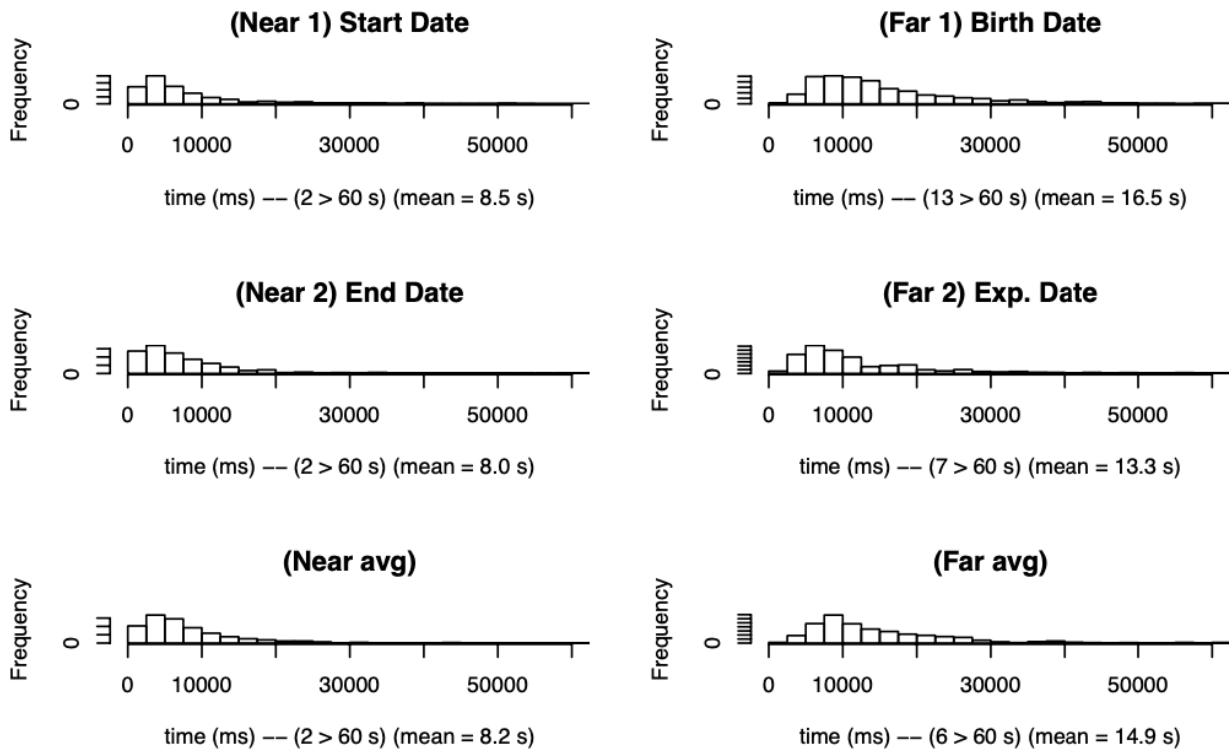 (Near 1) Start Date
Frequency
0
0 10000 30000 50000
time (ms) −− (2 > 60 s) (mean = 8.5 s)
(Far 1) Birth Date
Frequency
0
0 10000 30000 50000
time (ms) −− (13 > 60 s) (mean = 16.5 s)
(Near 2) End Date
Frequency
0
0 10000 30000 50000
time (ms) −− (2 > 60 s) (mean = 8.0 s)
(Far 2) Exp. Date
Frequency
0
0 10000 30000 50000
time (ms) −− (7 > 60 s) (mean = 13.3 s)
(Near avg)
Frequency
0
0 10000 30000 50000
time (ms) −− (2 > 60 s) (mean = 8.2 s)
(Far avg)
Frequency
0
0 10000 30000 50000
time (ms) −− (6 > 60 s) (mean = 14.9 s)